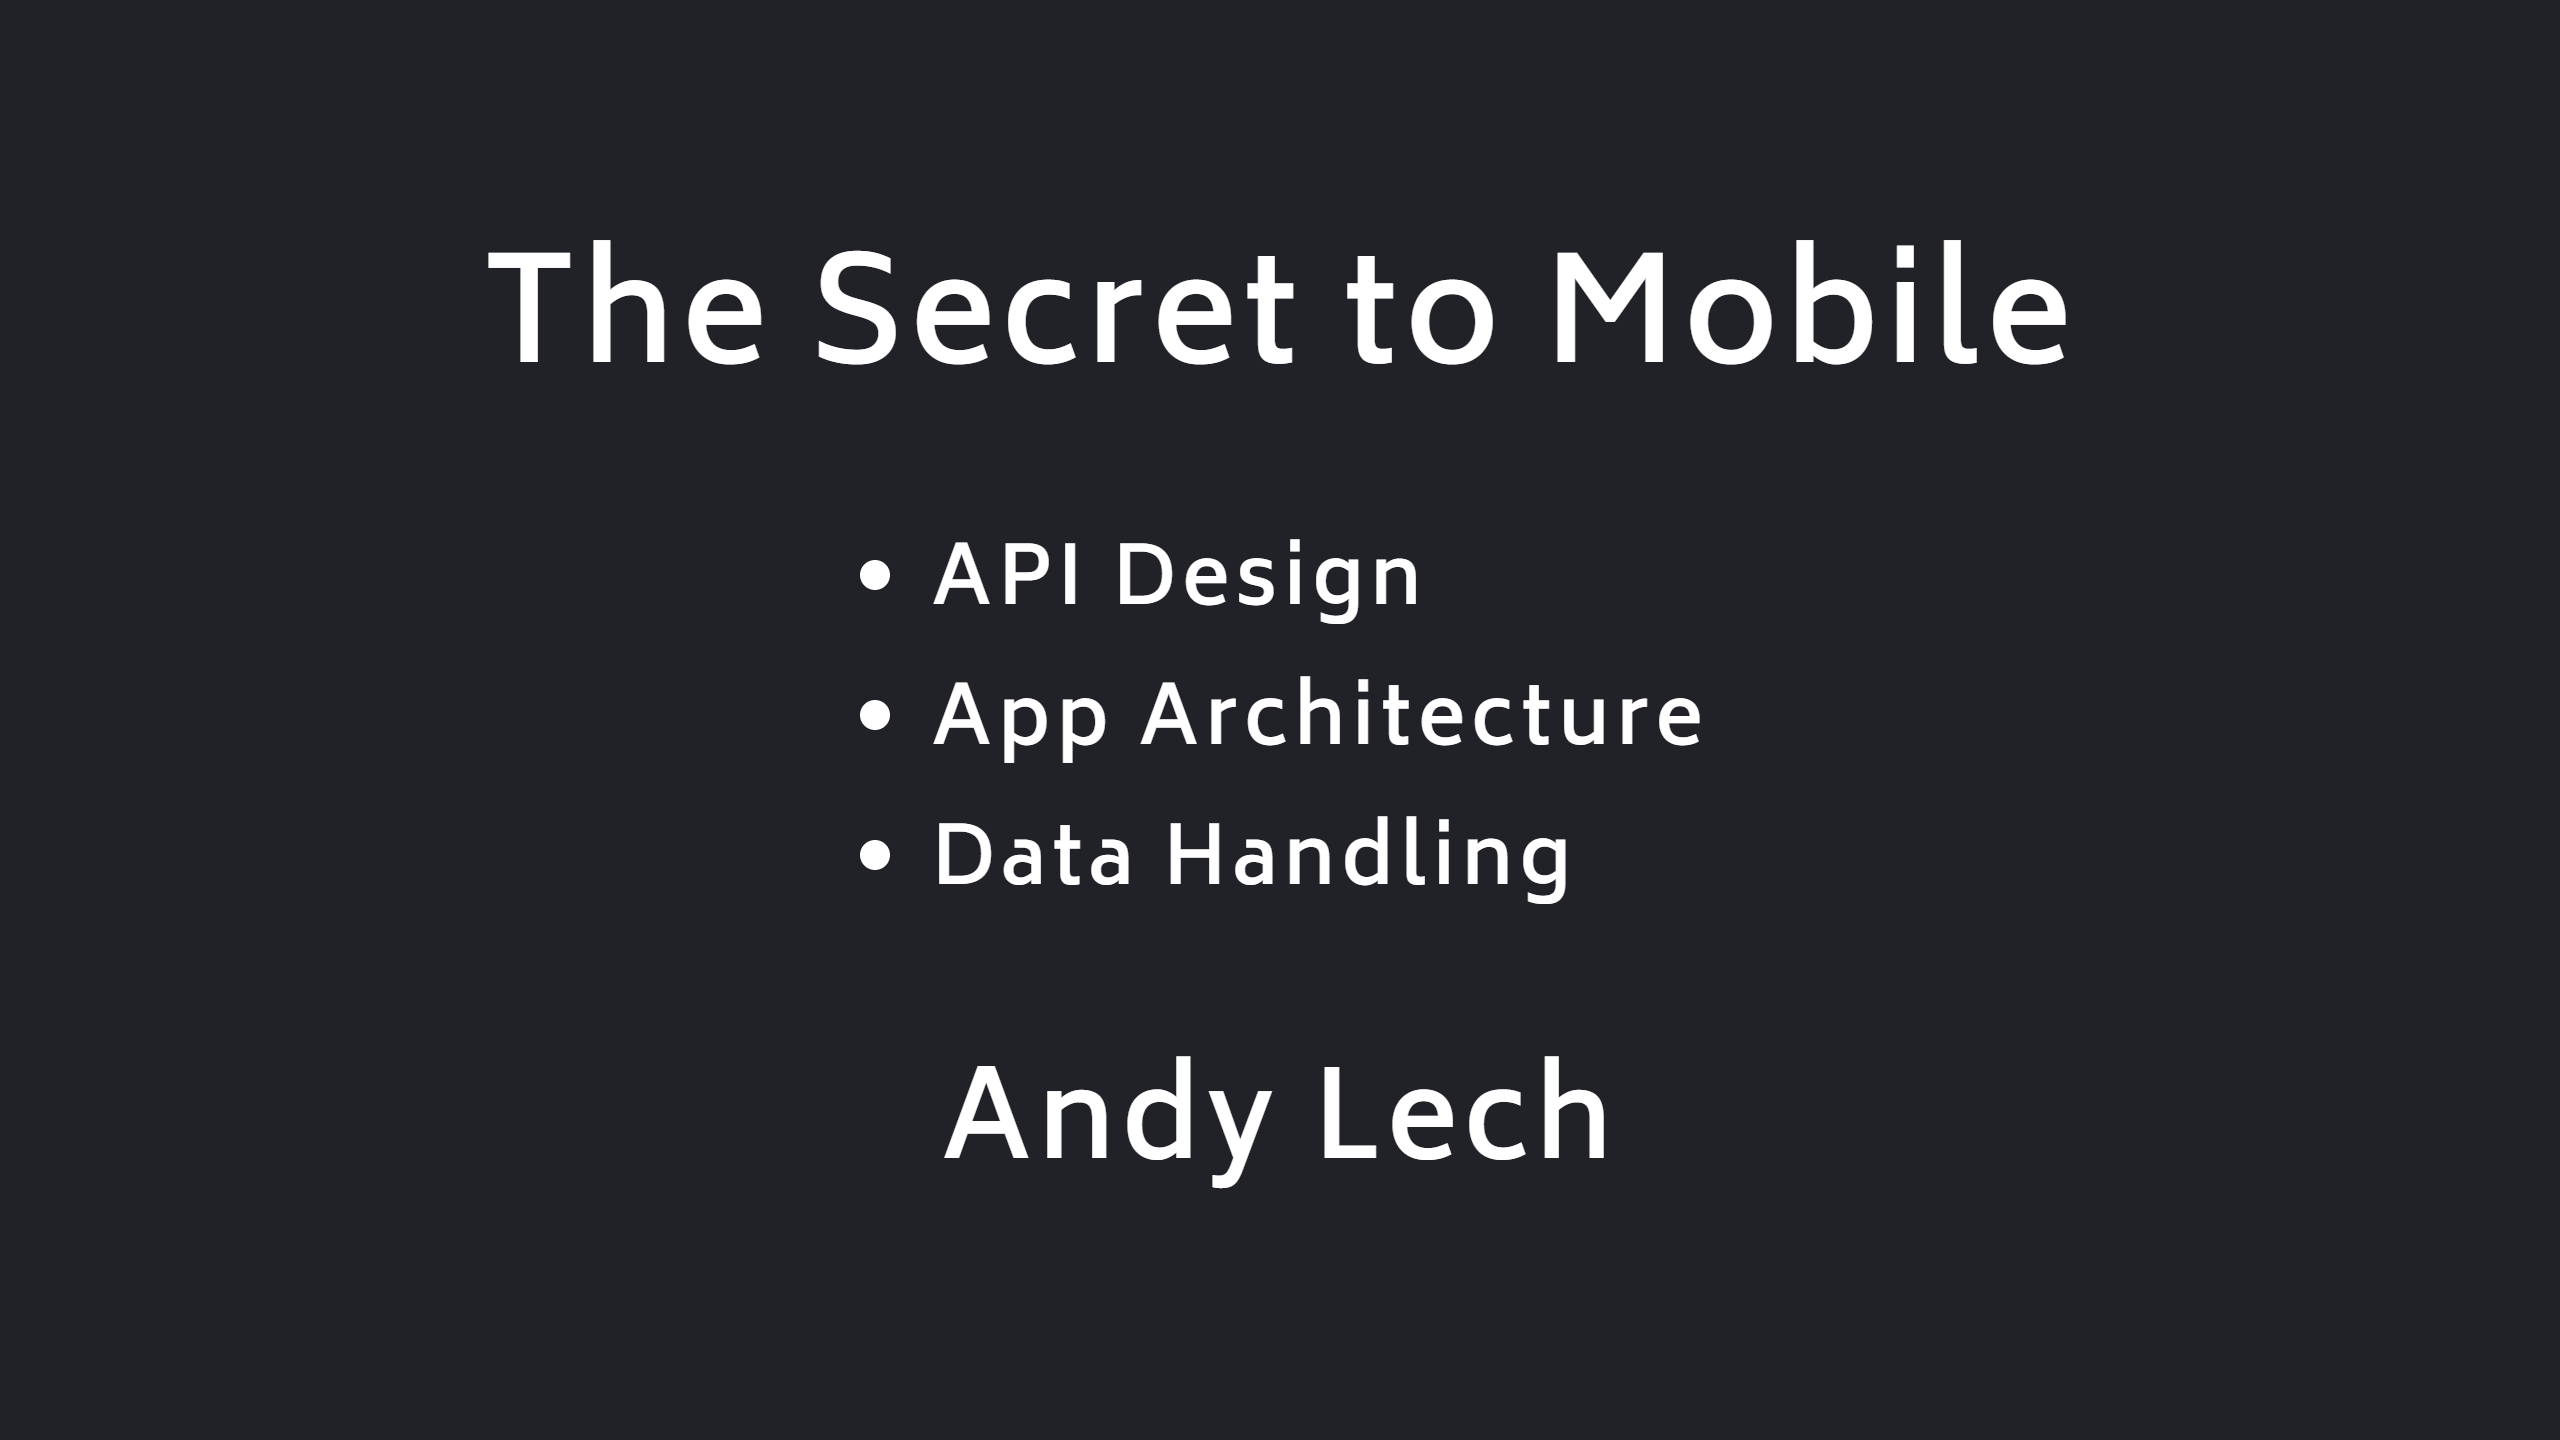 The Secret to Mobile
• API Design
• App Architecture
• Data Handling
Andy Lech